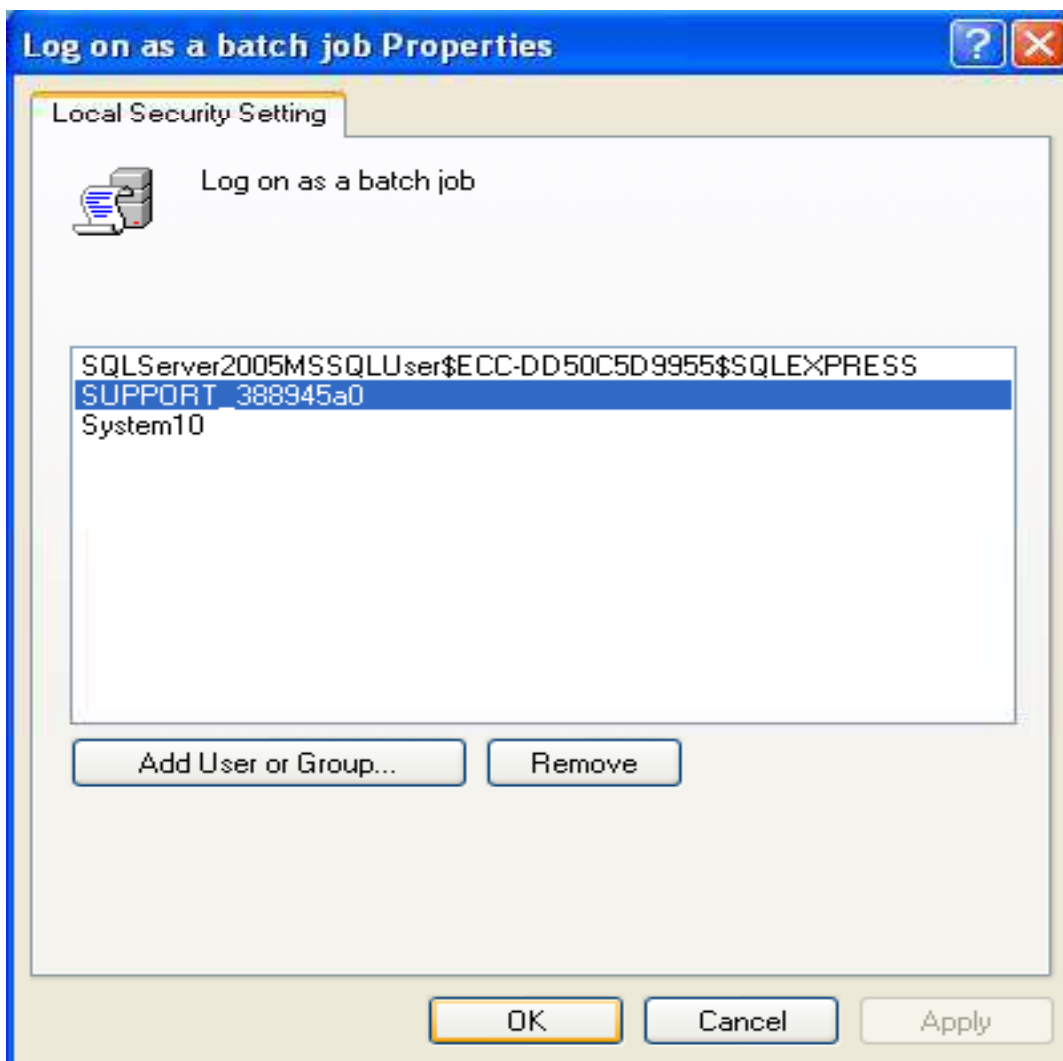 Log on as a batch job Properties
Local Security Setting
Log on as a batch job
SQLServer2005MSSQLUser$ECC-DD50C5D9955$SQLEXPRESS
SUPPORT_388945a0
System10
Add User or Group...
Remove
OK
Cancel
Apply